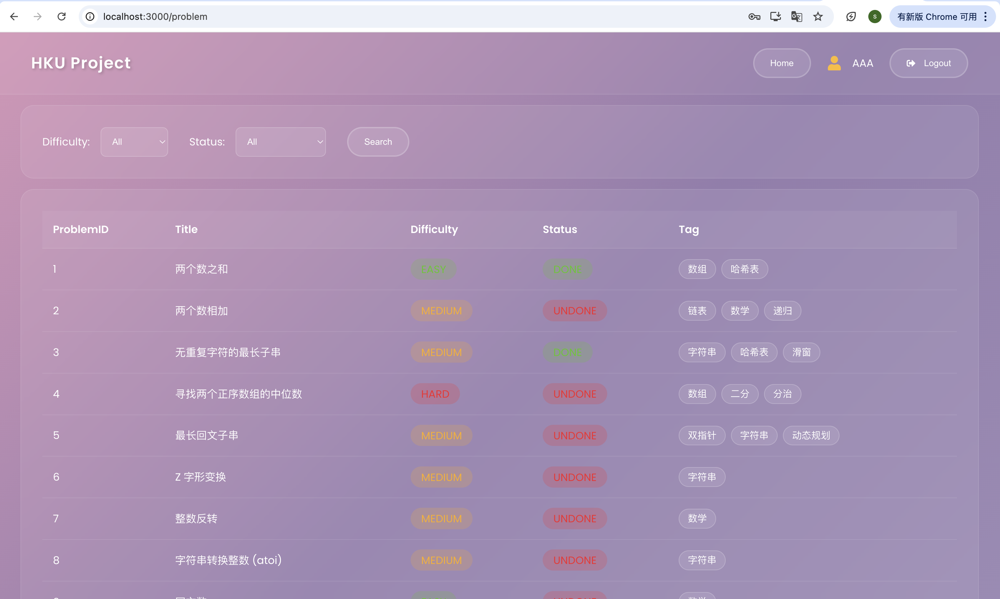 localhost:3000/problem
S
有新版 Chrome 可用
HKU Project
Home
AAA
Logout
Difficulty:
All
Status:
All
Search
ProblemID Title Difficulty Status Tag
1 两个数之和 EASY DONE 数组 哈希表
2 两个数相加 MEDIUM UNDONE 链表 数学 递归
3 无重复字符的最长子串 MEDIUM DONE 字符串 哈希表 滑窗
4 寻找两个正序数组的中位数 HARD UNDONE 数组 二分 分治
5 最长回文子串 MEDIUM UNDONE 双指针 字符串 动态规划
6 Z 字形变换 MEDIUM UNDONE 字符串
7 整数反转 MEDIUM UNDONE 数学
8 字符串转换整数 (atoi) MEDIUM UNDONE 字符串